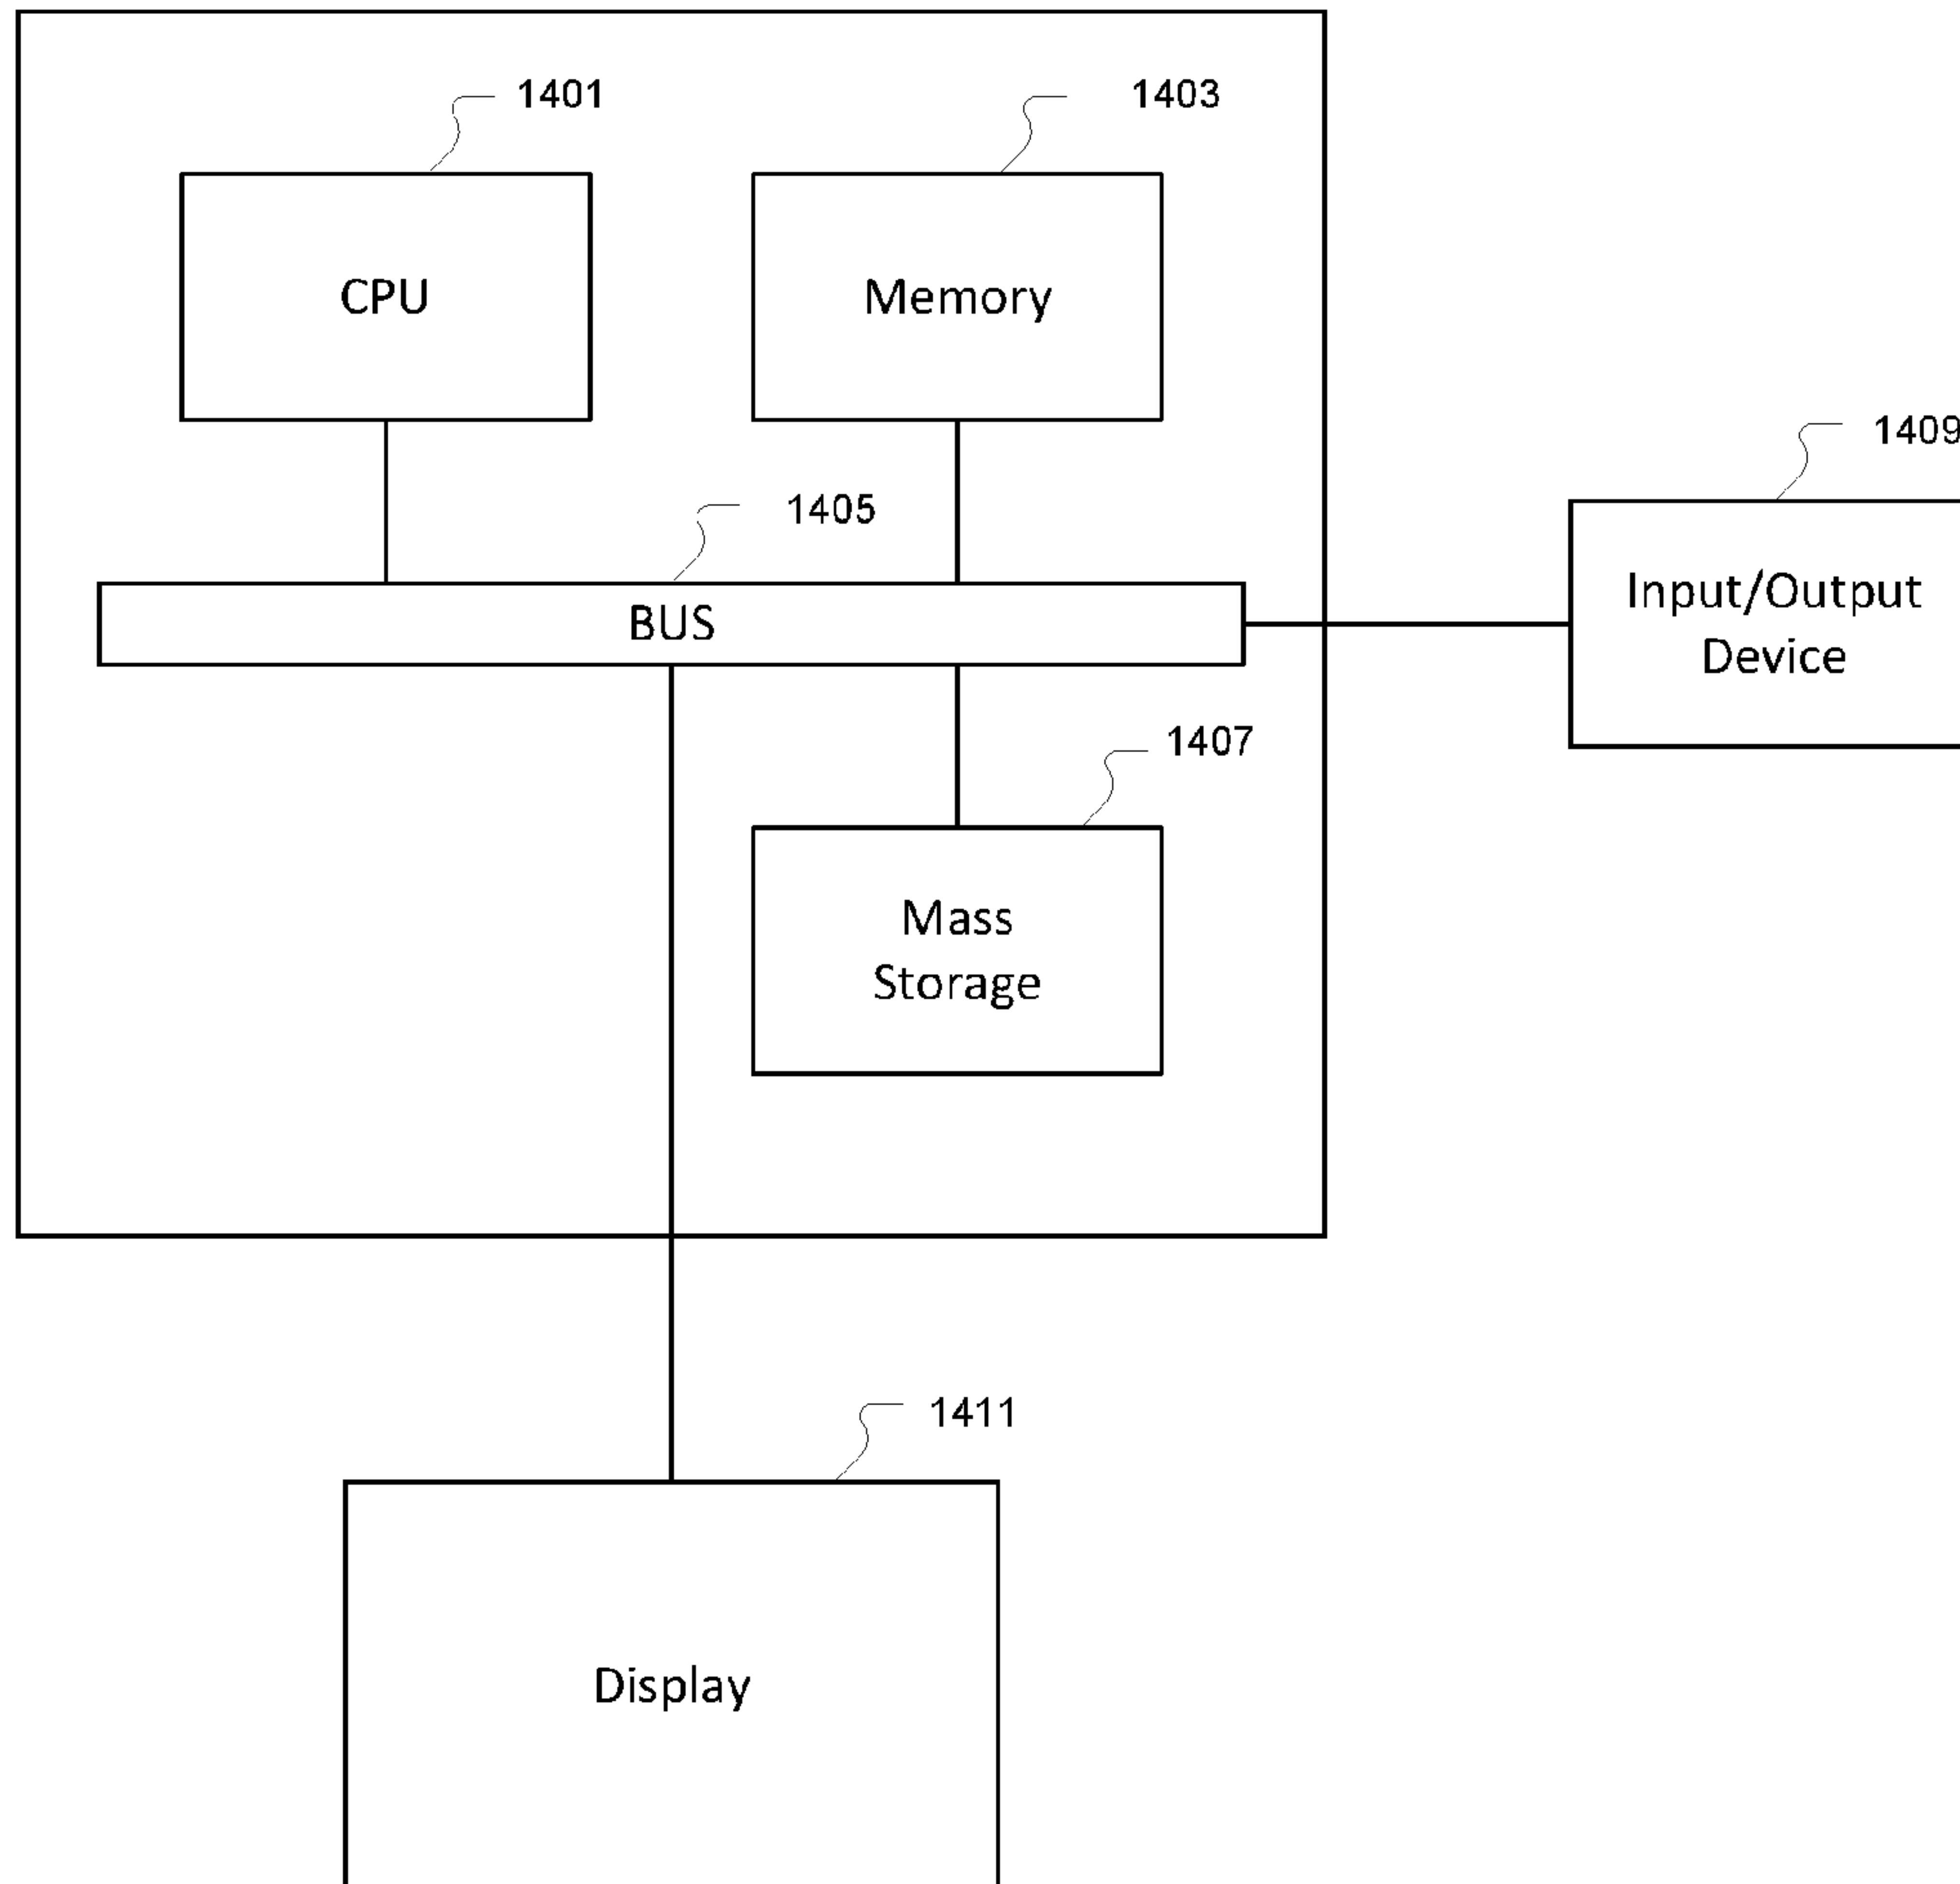 1401
1403
CPU
Memory
1409
1405
Input/Output
Device
BUS
1407
Mass
Storage
1411
Display